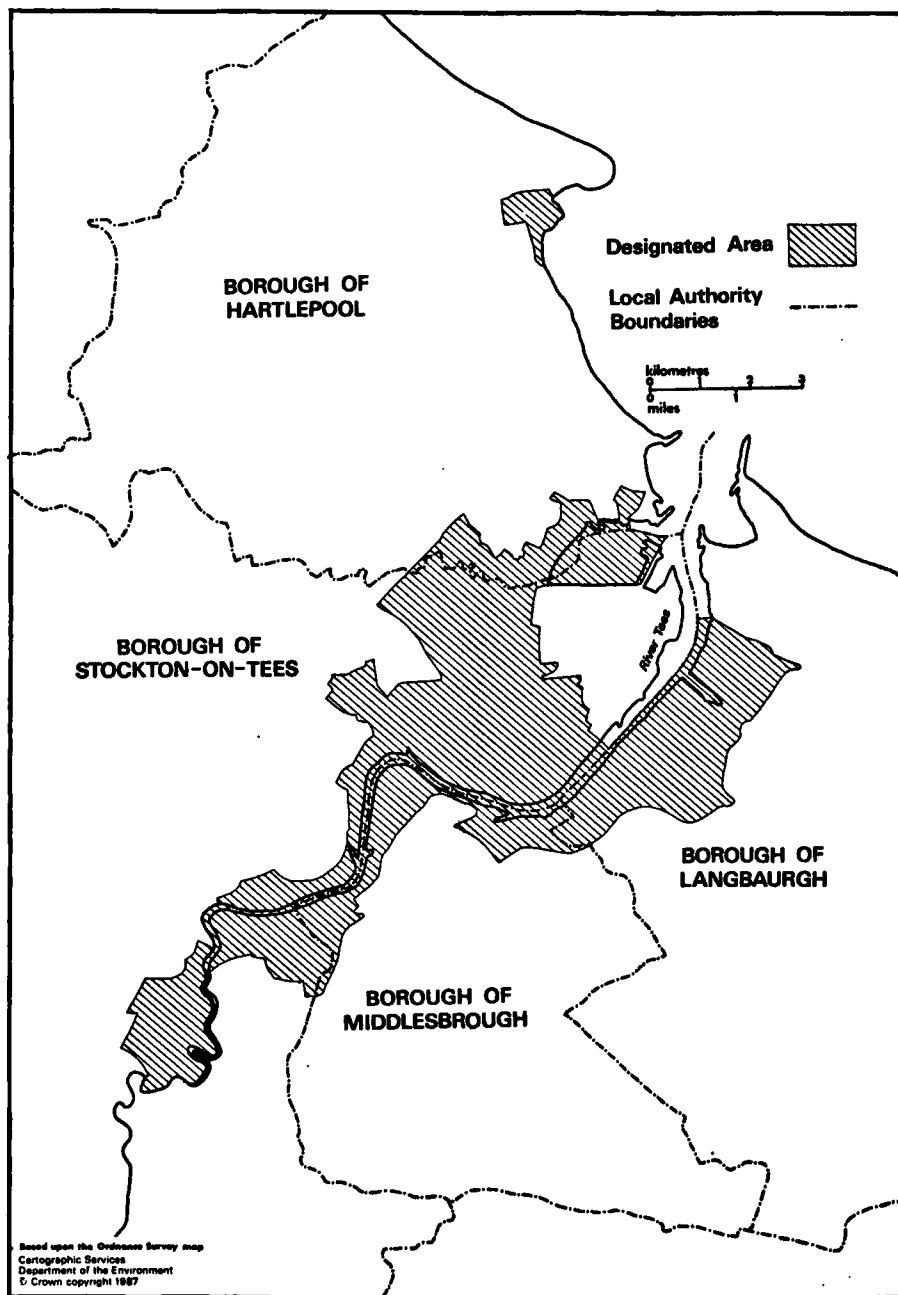 BOROUGH OF
HARTLEPOOL
Designated Area
Local Authority
Boundaries
kilometres
0 1 2 3
0 1
miles
BOROUGH OF
STOCKTON-ON-TEES
River Tees
BOROUGH OF
LANGBAURGH
BOROUGH OF
MIDDLESBROUGH
Based upon the Ordnance Survey map
Cartographic Services
Department of the Environment
© Crown copyright 1987